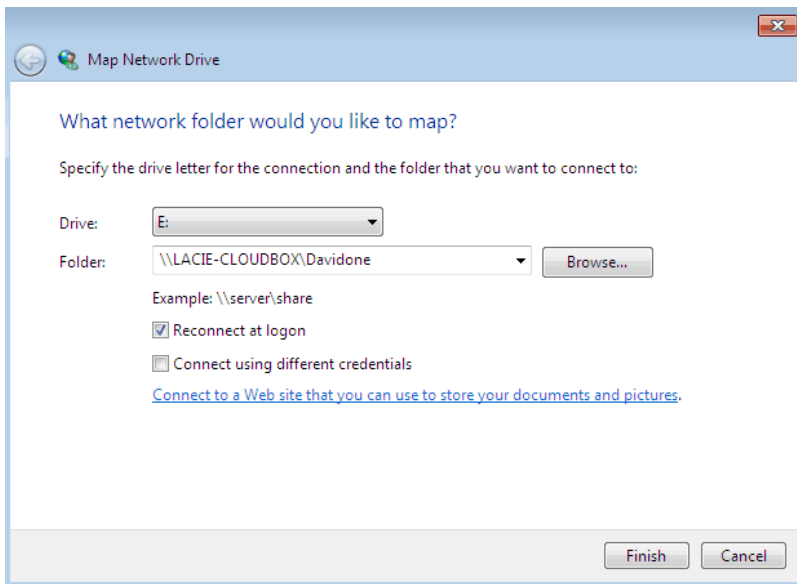 Map Network Drive
What network folder would you like to map?
Specify the drive letter for the connection and the folder that you want to connect to:
Drive: E:
Folder: \\LACIE-CLOUDBOX\Davidone Browse...
Example: \\server\share
Reconnect at logon
Connect using different credentials
Connect to a Web site that you can use to store your documents and pictures.
Finish Cancel